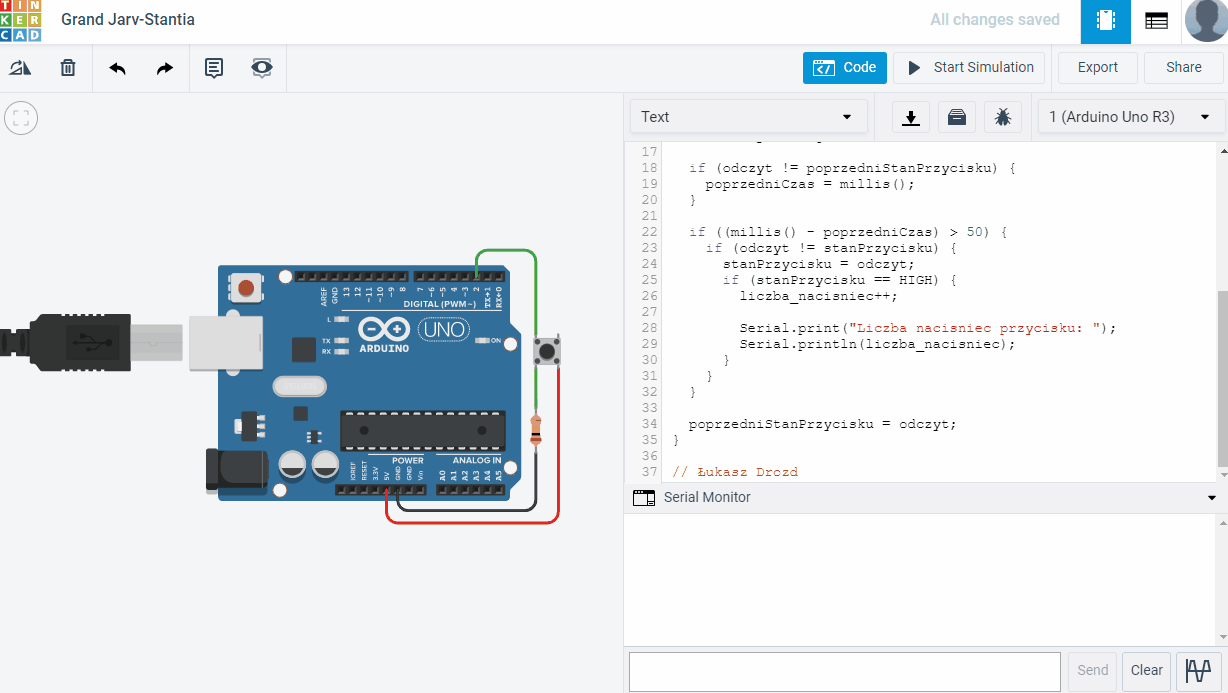 TIN
KER
CAD
Grand Jarv-Stantia
All changes saved
Code
Start Simulation
Export
Share
Text
1 (Arduino Uno R3)
17
18 if (odczyt != poprzedniStanPrzycisku) {
19 poprzedniCzas = millis();
20 }
21
22 if ((millis() - poprzedniCzas) > 50) {
23 if (odczyt != stanPrzycisku) {
24 stanPrzycisku = odczyt;
25 if (stanPrzycisku == HIGH) {
26 liczba_nacisniec++;
27
28 Serial.print("Liczba nacisniec przycisku: ");
29 Serial.println(liczba_nacisniec);
30 }
31 }
32 }
33
34 poprzedniStanPrzycisku = odczyt;
35 }
36
37 // Łukasz Drozd
AREF
GND
13
12
~11
~10
~9
8
7
~6
~5
4
~3
2
TX→1
RX←0
DIGITAL (PWM ~)
L
TX
RX
UNO
ON
ARDUINO
POWER
ANALOG IN
IOREF
RESET
3.3V
5V
GND
GND
Vin
A0
A1
A2
A3
A4
A5
Serial Monitor
Send
Clear